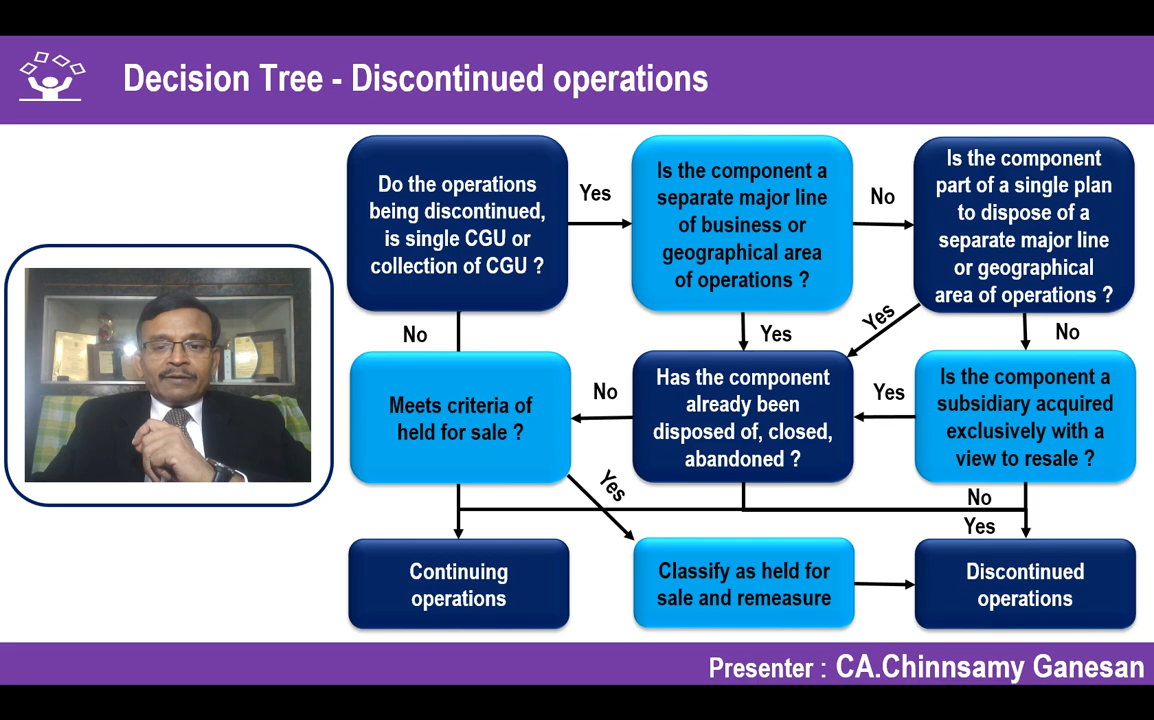 Decision Tree - Discontinued operations
Do the operations
being discontinued,
is single CGU or
collection of CGU ?
Yes
Is the component a
separate major line
of business or
geographical area
of operations ?
No
Is the component
part of a single plan
to dispose of a
separate major line
or geographical
area of operations ?
No
Yes
Yes
No
Meets criteria of
held for sale ?
No
Has the component
already been
disposed of, closed,
abandoned ?
Yes
Is the component a
subsidiary acquired
exclusively with a
view to resale ?
Yes
No
Yes
Continuing
operations
Classify as held for
sale and remeasure
Discontinued
operations
Presenter : CA.Chinnsamy Ganesan